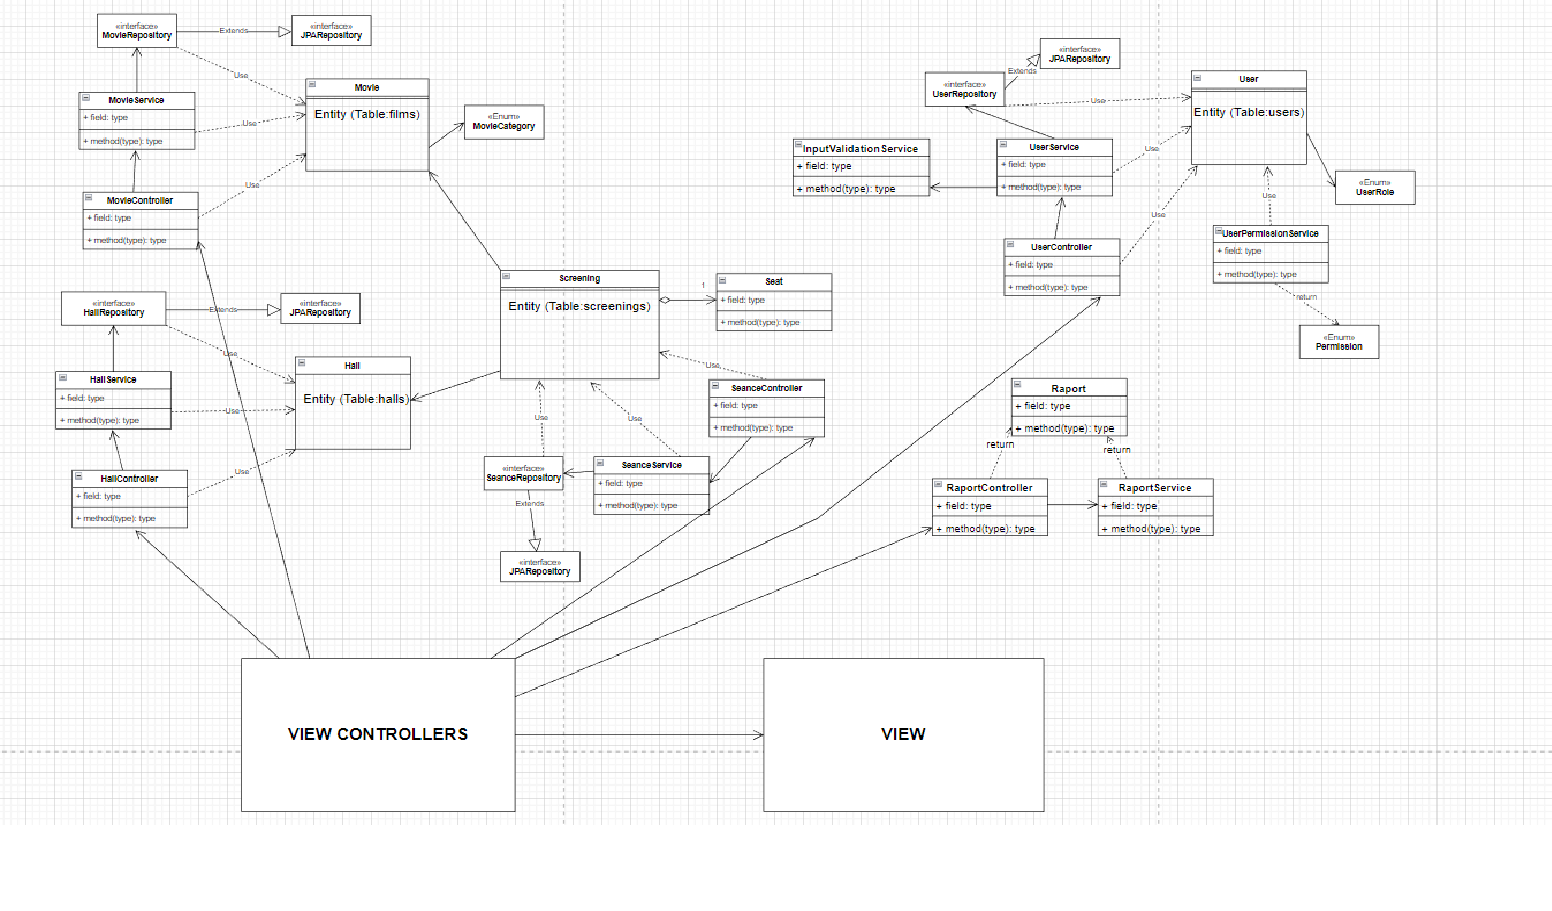 «interface»
MovieRepository
Extends
«interface»
JPARepository
Use
Movie
Entity (Table:films)
MovieService
+ field: type
+ method(type): type
Use
«Enum»
MovieCategory
Use
MovieController
+ field: type
+ method(type): type
«interface»
JPARepository
Extends
«interface»
UserRepository
Use
User
Entity (Table:users)
InputValidationService
+ field: type
+ method(type): type
UserService
+ field: type
+ method(type): type
Use
«Enum»
UserRole
Use
Use
UserController
+ field: type
+ method(type): type
UserPermissionService
+ field: type
+ method(type): type
return
«Enum»
Permission
«interface»
HallRepository
Extends
«interface»
JPARepository
Use
Hall
Entity (Table:halls)
HallService
+ field: type
+ method(type): type
Use
Use
HallController
+ field: type
+ method(type): type
Screening
Entity (Table:screenings)
1
Seat
+ field: type
+ method(type): type
Use
SeanceController
+ field: type
+ method(type): type
Use
Use
«interface»
SeanceRepository
SeanceService
+ field: type
+ method(type): type
Extends
«interface»
JPARepository
Raport
+ field: type
+ method(type): type
return
return
RaportController
+ field: type
+ method(type): type
RaportService
+ field: type
+ method(type): type
VIEW CONTROLLERS
VIEW